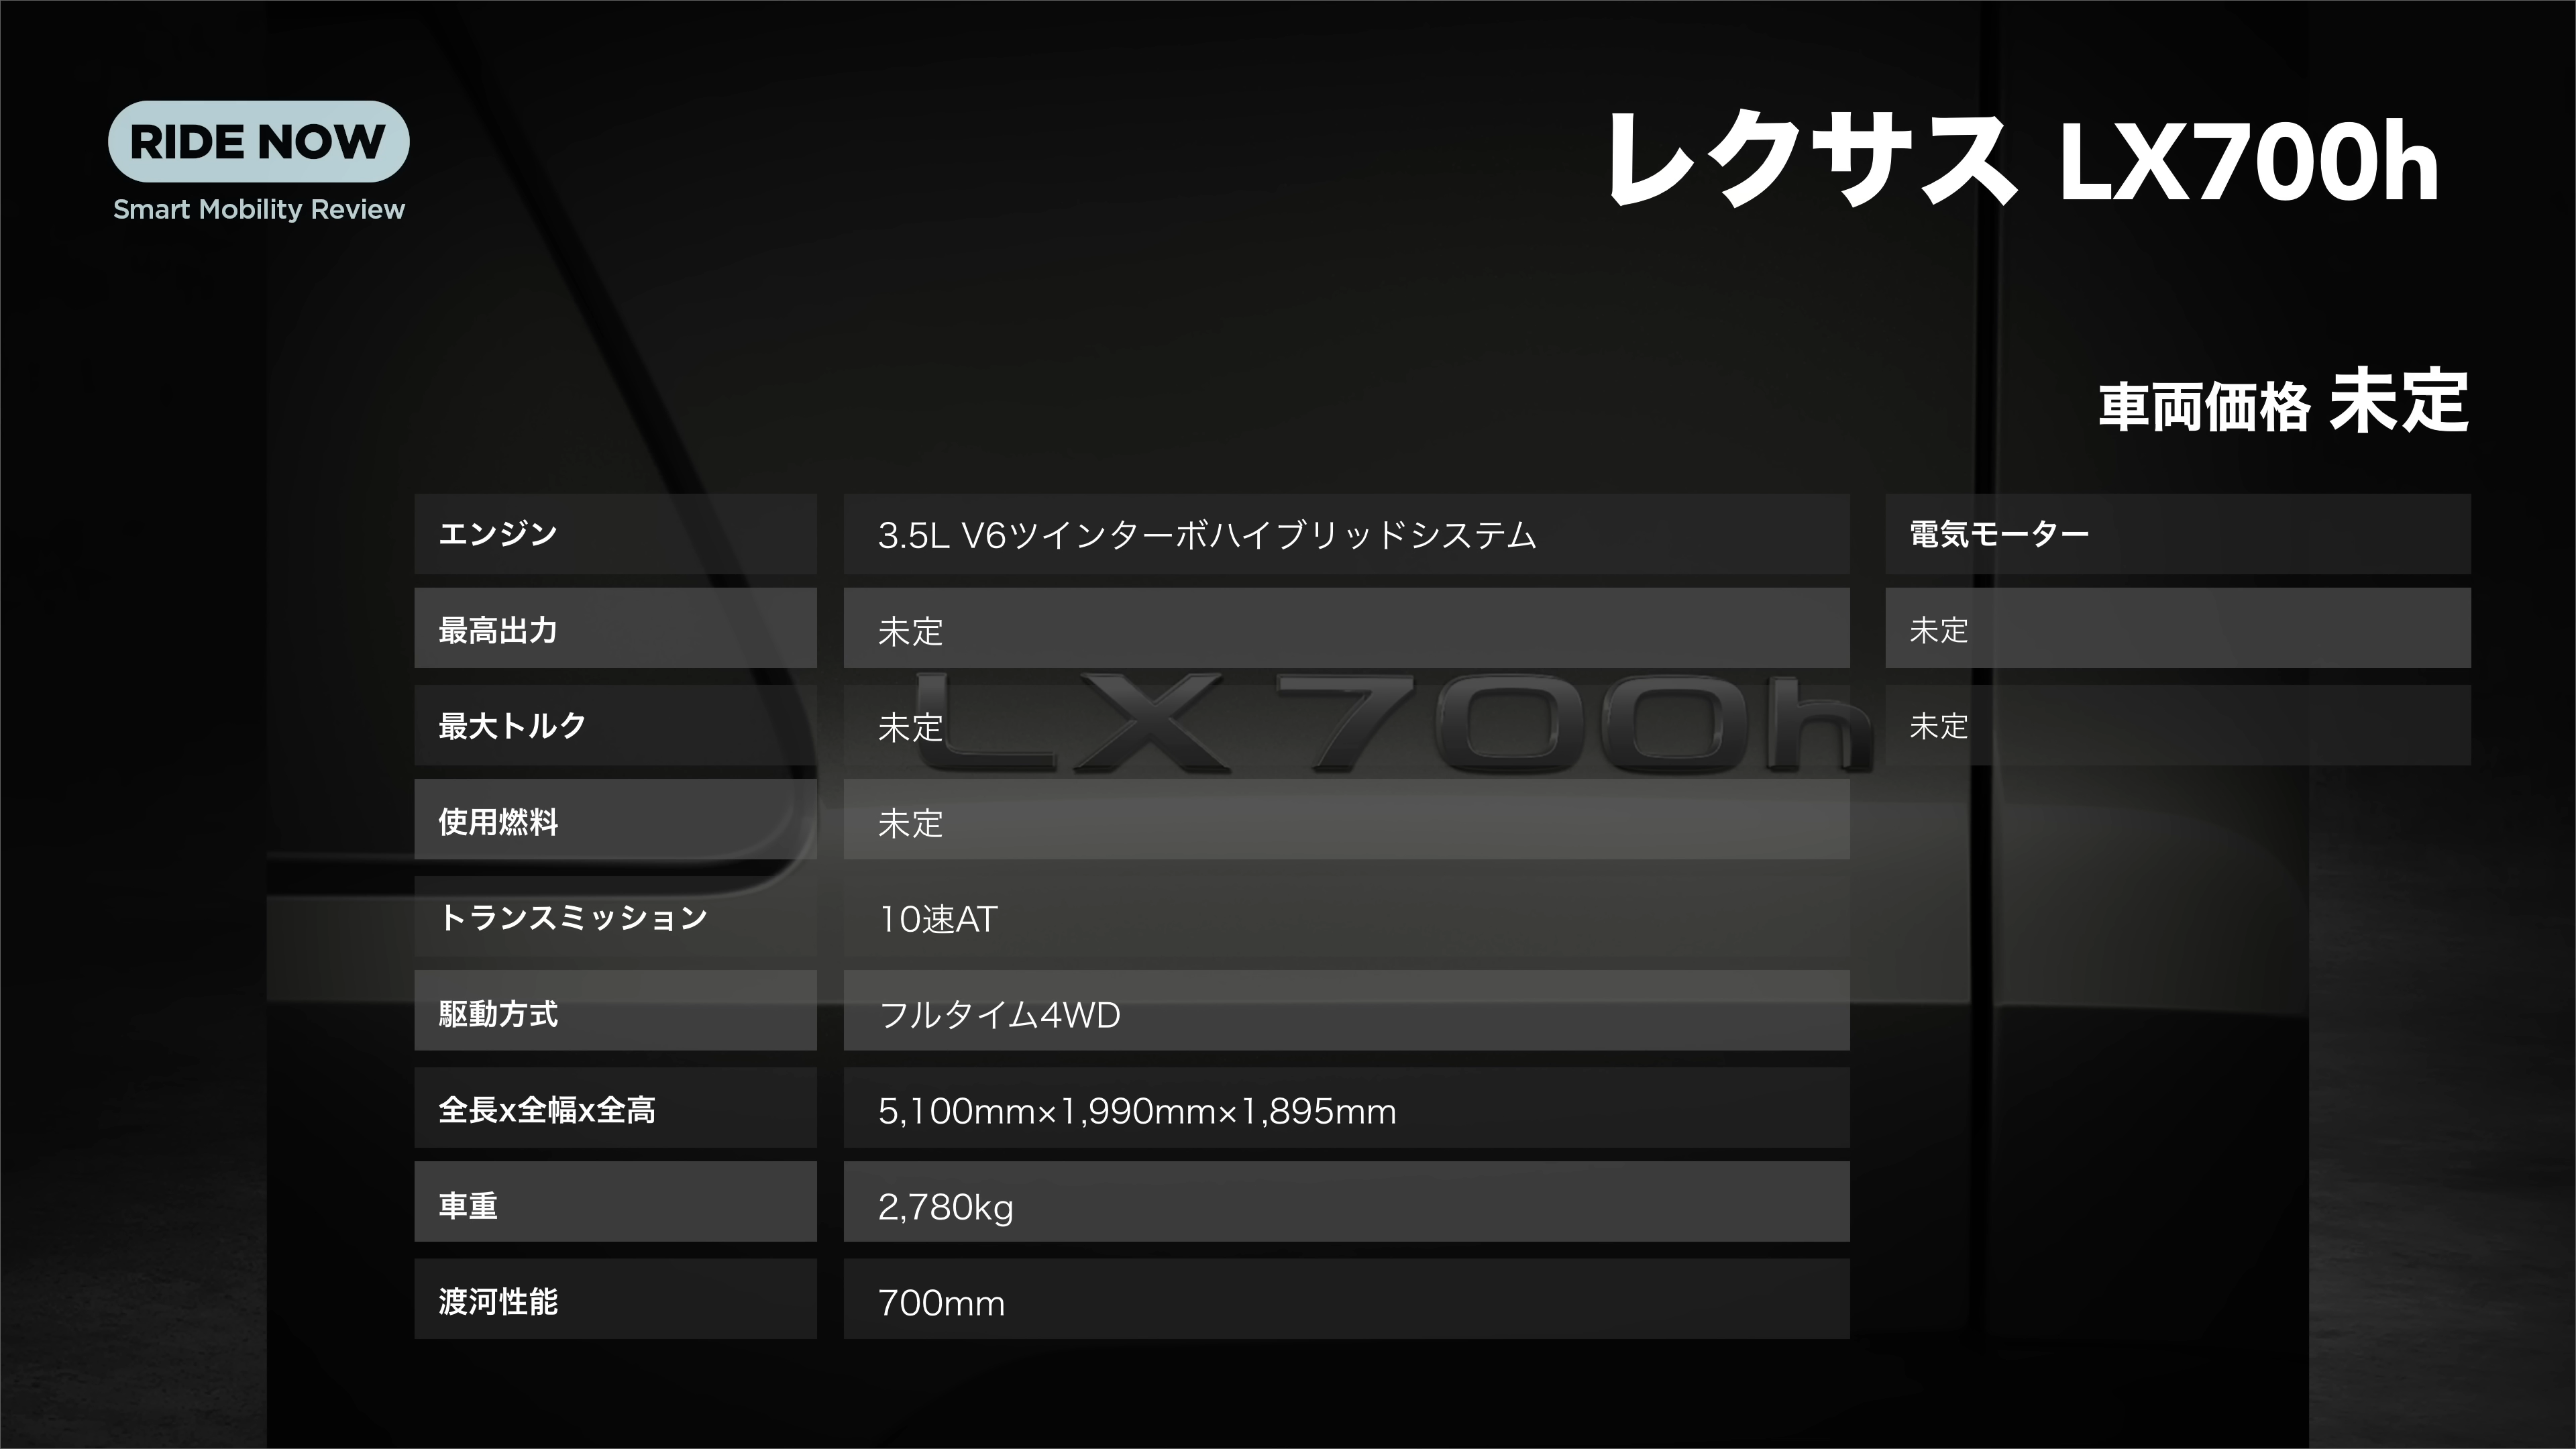 RIDE NOW
Smart Mobility Review
レクサス LX700h
車両価格 未定
エンジン 3.5L V6ツインターボハイブリッドシステム 電気モーター
最高出力 未定 未定
最大トルク 未定 未定
LX700h
使用燃料 未定
トランスミッション 10速AT
駆動方式 フルタイム4WD
全長x全幅x全高 5,100mm×1,990mm×1,895mm
車重 2,780kg
渡河性能 700mm